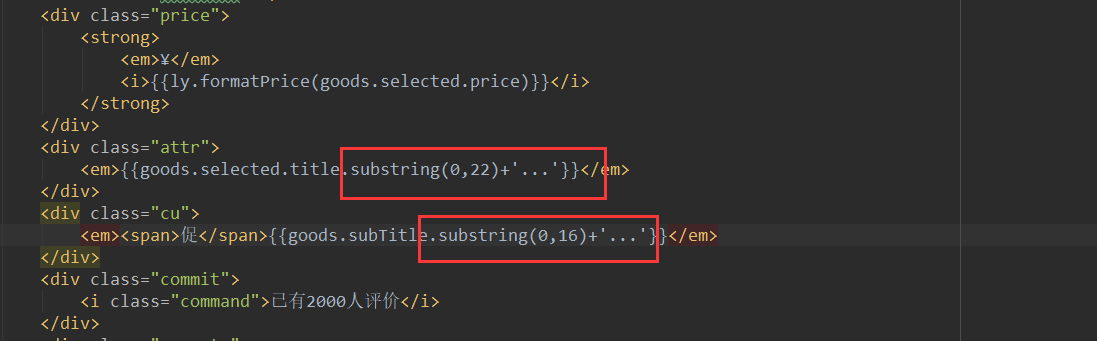 <div class="price">
<strong>
<em>¥</em>
<i>{{ly.formatPrice(goods.selected.price)}}</i>
</strong>
</div>
<div class="attr">
<em>{{goods.selected.title.substring(0,22)+'...'}}</em>
</div>
<div class="cu">
<em><span>促</span>{{goods.subTitle.substring(0,16)+'...'}}</em>
</div>
<div class="commit">
<i class="command">已有2000人评价</i>
</div>